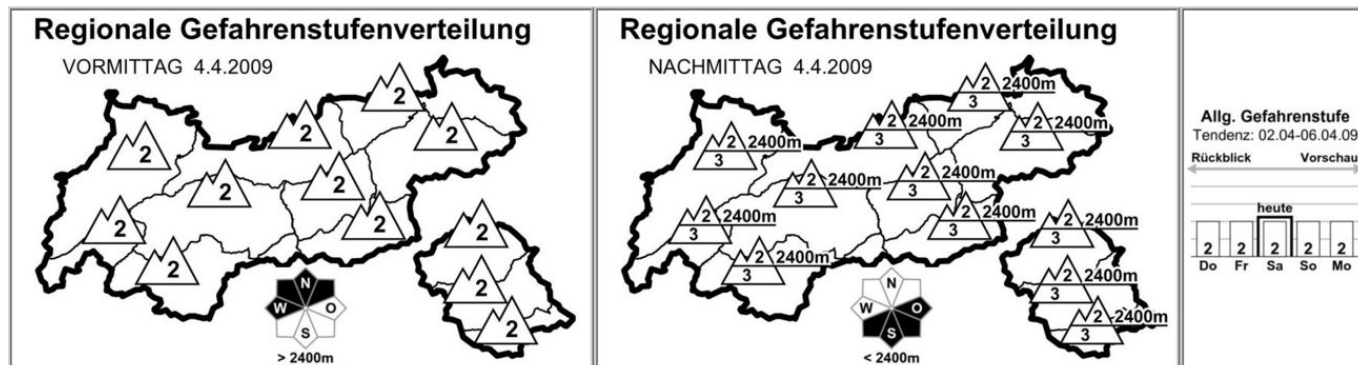 Regionale Gefahrenstufenverteilung
VORMITTAG 4.4.2009
2
2
2
2
2
2
2
2
2
2
2
2
N
W O
S
> 2400m
Regionale Gefahrenstufenverteilung
NACHMITTAG 4.4.2009
2 2400m
3
2 2400m
3
2 2400m
3
2 2400m
3
2 2400m
3
2 2400m
3
2 2400m
3
2 2400m
3
2 2400m
3
2 2400m
3
2 2400m
3
2 2400m
3
N
W O
S
< 2400m
Allg. Gefahrenstufe
Tendenz: 02.04-06.04.09
Rückblick Vorschau
heute
2 2 2 2 2
Do Fr Sa So Mo